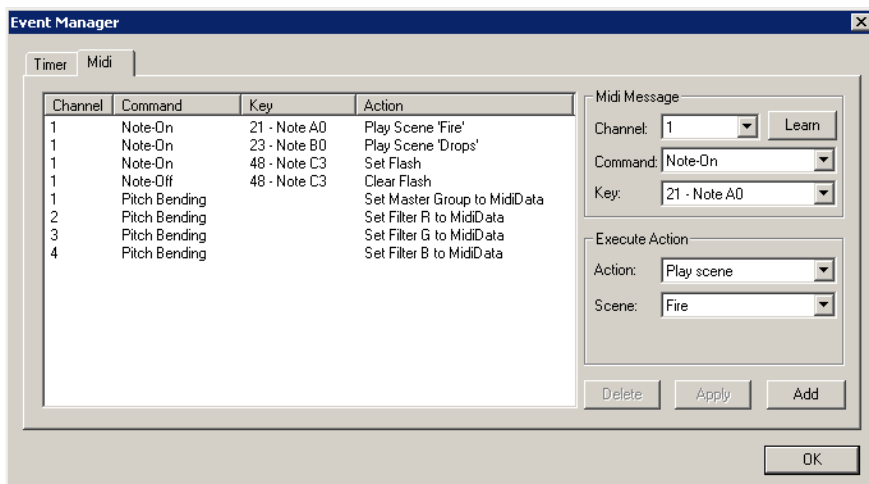 Event Manager
Timer Midi
Channel Command Key Action
1 Note-On 21 - Note A0 Play Scene 'Fire'
1 Note-On 23 - Note B0 Play Scene 'Drops'
1 Note-On 48 - Note C3 Set Flash
1 Note-Off 48 - Note C3 Clear Flash
1 Pitch Bending Set Master Group to MidiData
2 Pitch Bending Set Filter R to MidiData
3 Pitch Bending Set Filter G to MidiData
4 Pitch Bending Set Filter B to MidiData
Midi Message
Channel: 1 Learn
Command: Note-On
Key: 21 - Note A0
Execute Action
Action: Play scene
Scene: Fire
Delete Apply Add
OK